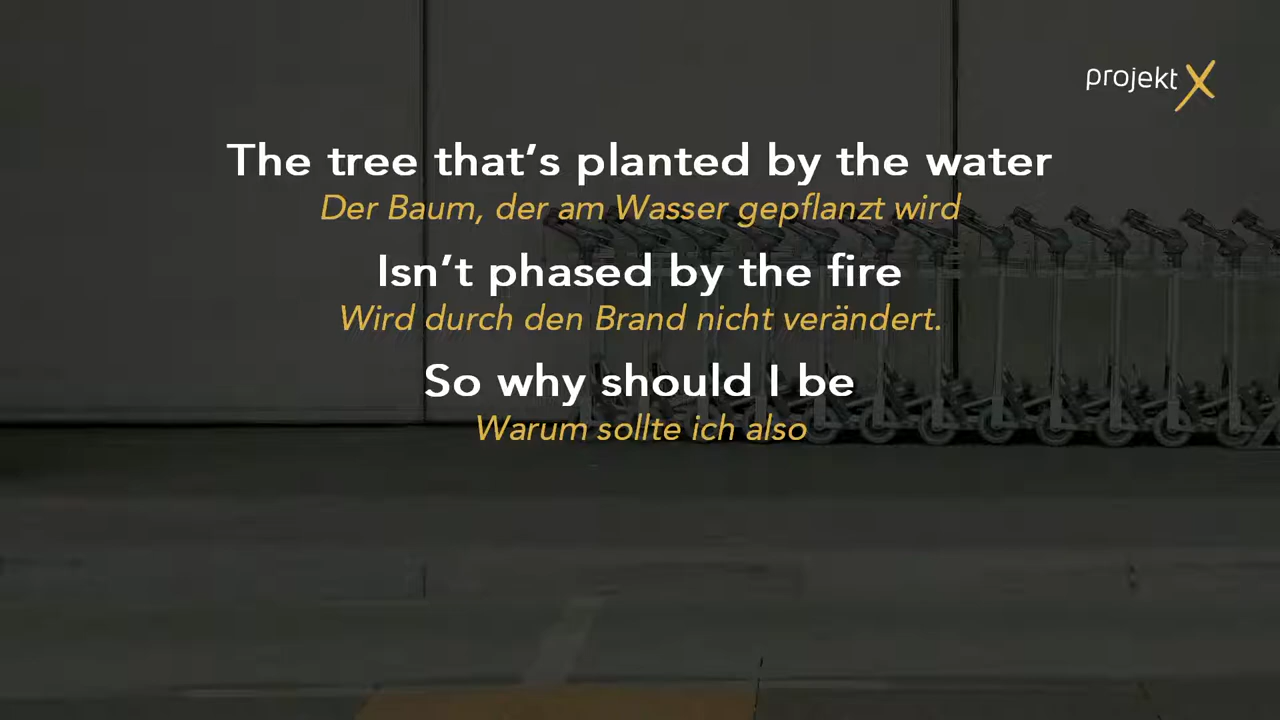 projekt X
The tree that’s planted by the water
Der Baum, der am Wasser gepflanzt wird
Isn’t phased by the fire
Wird durch den Brand nicht verändert.
So why should I be
Warum sollte ich also